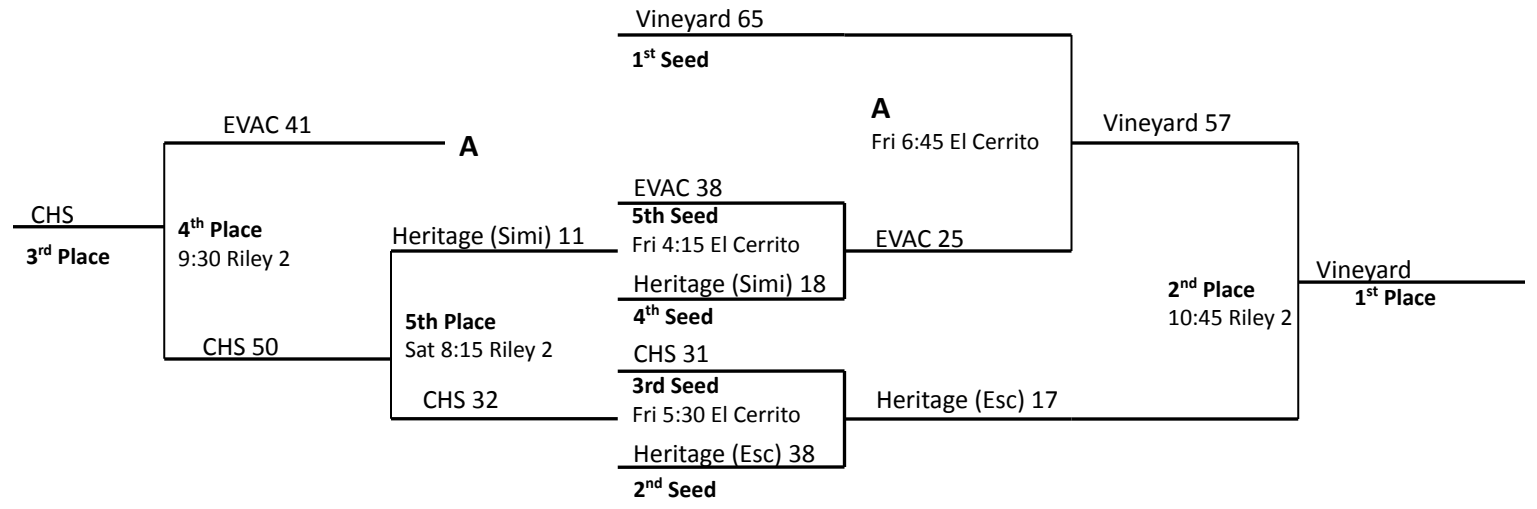 Vineyard 65
1st Seed
EVAC 41
A
A
Fri 6:45 El Cerrito
Vineyard 57
EVAC 38
5th Seed
Fri 4:15 El Cerrito
Heritage (Simi) 18
4th Seed
EVAC 25
CHS
3rd Place
4th Place
9:30 Riley 2
Heritage (Simi) 11
5th Place
Sat 8:15 Riley 2
CHS 50
CHS 32
CHS 31
3rd Seed
Fri 5:30 El Cerrito
Heritage (Esc) 38
2nd Seed
Heritage (Esc) 17
2nd Place
10:45 Riley 2
Vineyard
1st Place